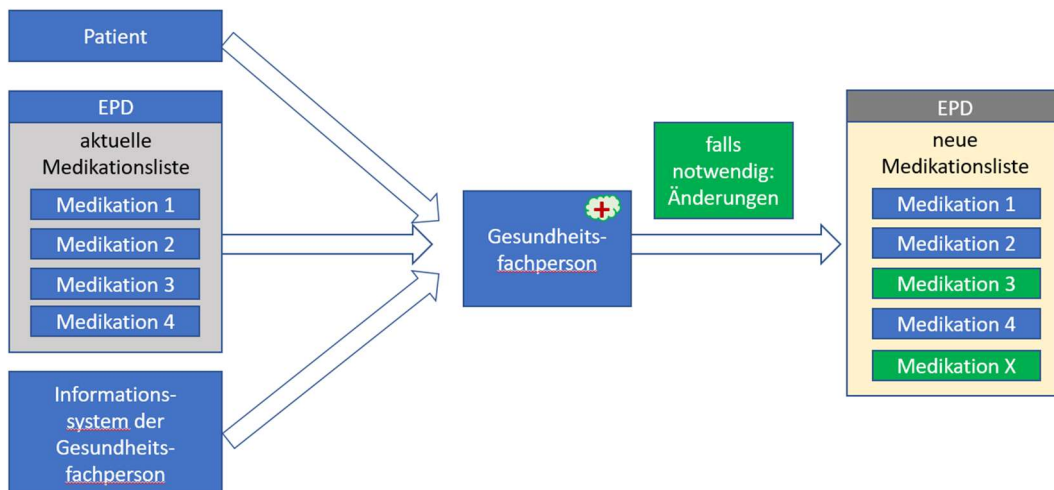 Patient
EPD
aktuelle
Medikationsliste
Medikation 1
Medikation 2
Medikation 3
Medikation 4
Informations-
system der
Gesundheits-
fachperson
Gesundheits-
fachperson
falls
notwendig:
Änderungen
EPD
neue
Medikationsliste
Medikation 1
Medikation 2
Medikation 3
Medikation 4
Medikation X